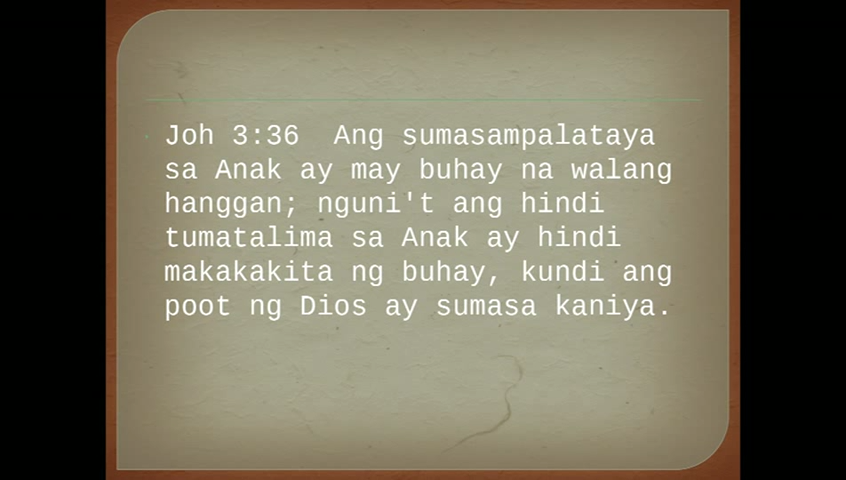 Joh 3:36  Ang sumasampalataya
sa Anak ay may buhay na walang
hanggan; nguni't ang hindi
tumatalima sa Anak ay hindi
makakakita ng buhay, kundi ang
poot ng Dios ay sumasa kaniya.